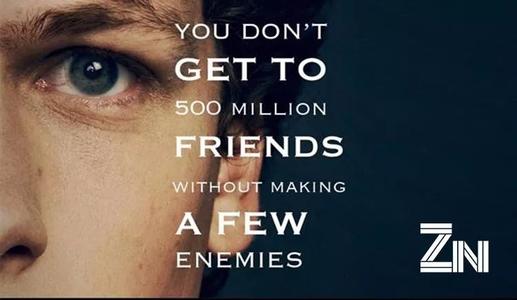 YOU DON'T
GET TO
500 MILLION
FRIENDS
WITHOUT MAKING
A FEW
ENEMIES
ZN